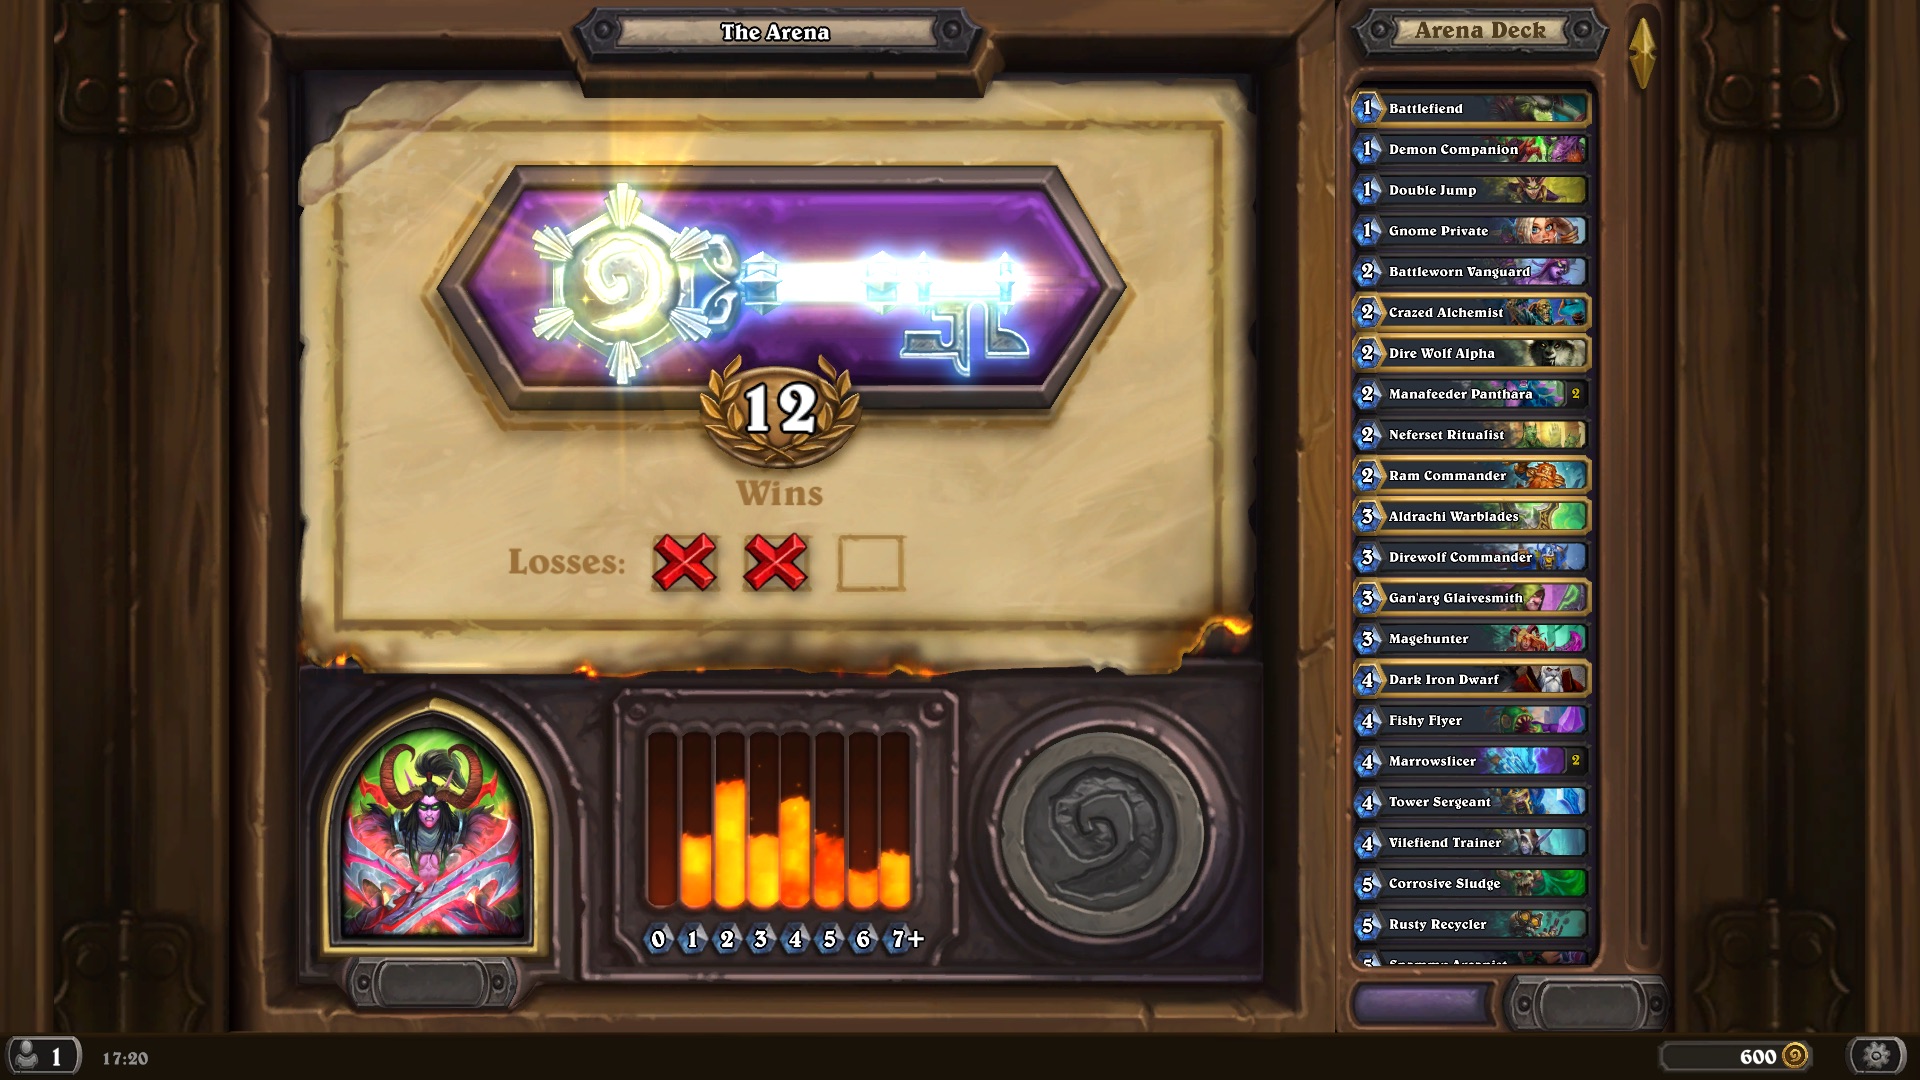 The Arena
12
Wins
Losses:
0 1 2 3 4 5 6 7+
Arena Deck
1 Battlefiend
1 Demon Companion
1 Double Jump
1 Gnome Private
2 Battleworn Vanguard
2 Crazed Alchemist
2 Dire Wolf Alpha
2 Manafeeder Panthara 2
2 Neferset Ritualist
2 Ram Commander
3 Aldrachi Warblades
3 Direwolf Commander
3 Gan'arg Glaivesmith
3 Magehunter
4 Dark Iron Dwarf
4 Fishy Flyer
4 Marrowslicer 2
4 Tower Sergeant
4 Vilefiend Trainer
5 Corrosive Sludge
5 Rusty Recycler
5
1 17:20
600